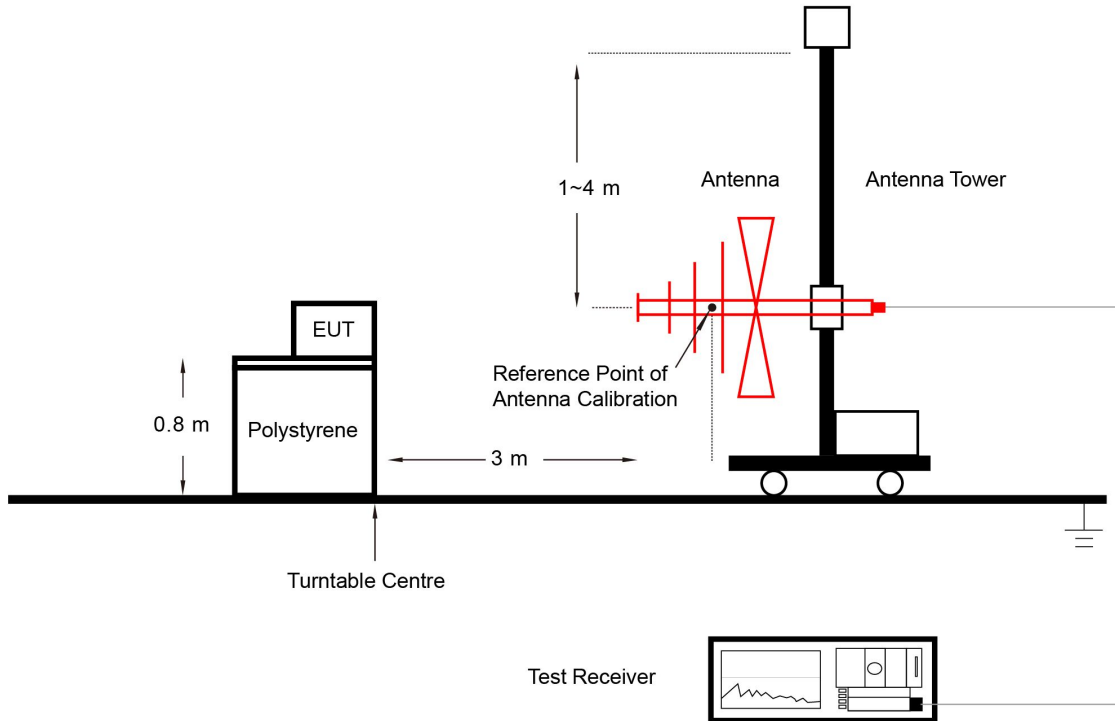 1~4 m
Antenna
Antenna Tower
EUT
Reference Point of
Antenna Calibration
0.8 m
Polystyrene
3 m
Turntable Centre
Test Receiver